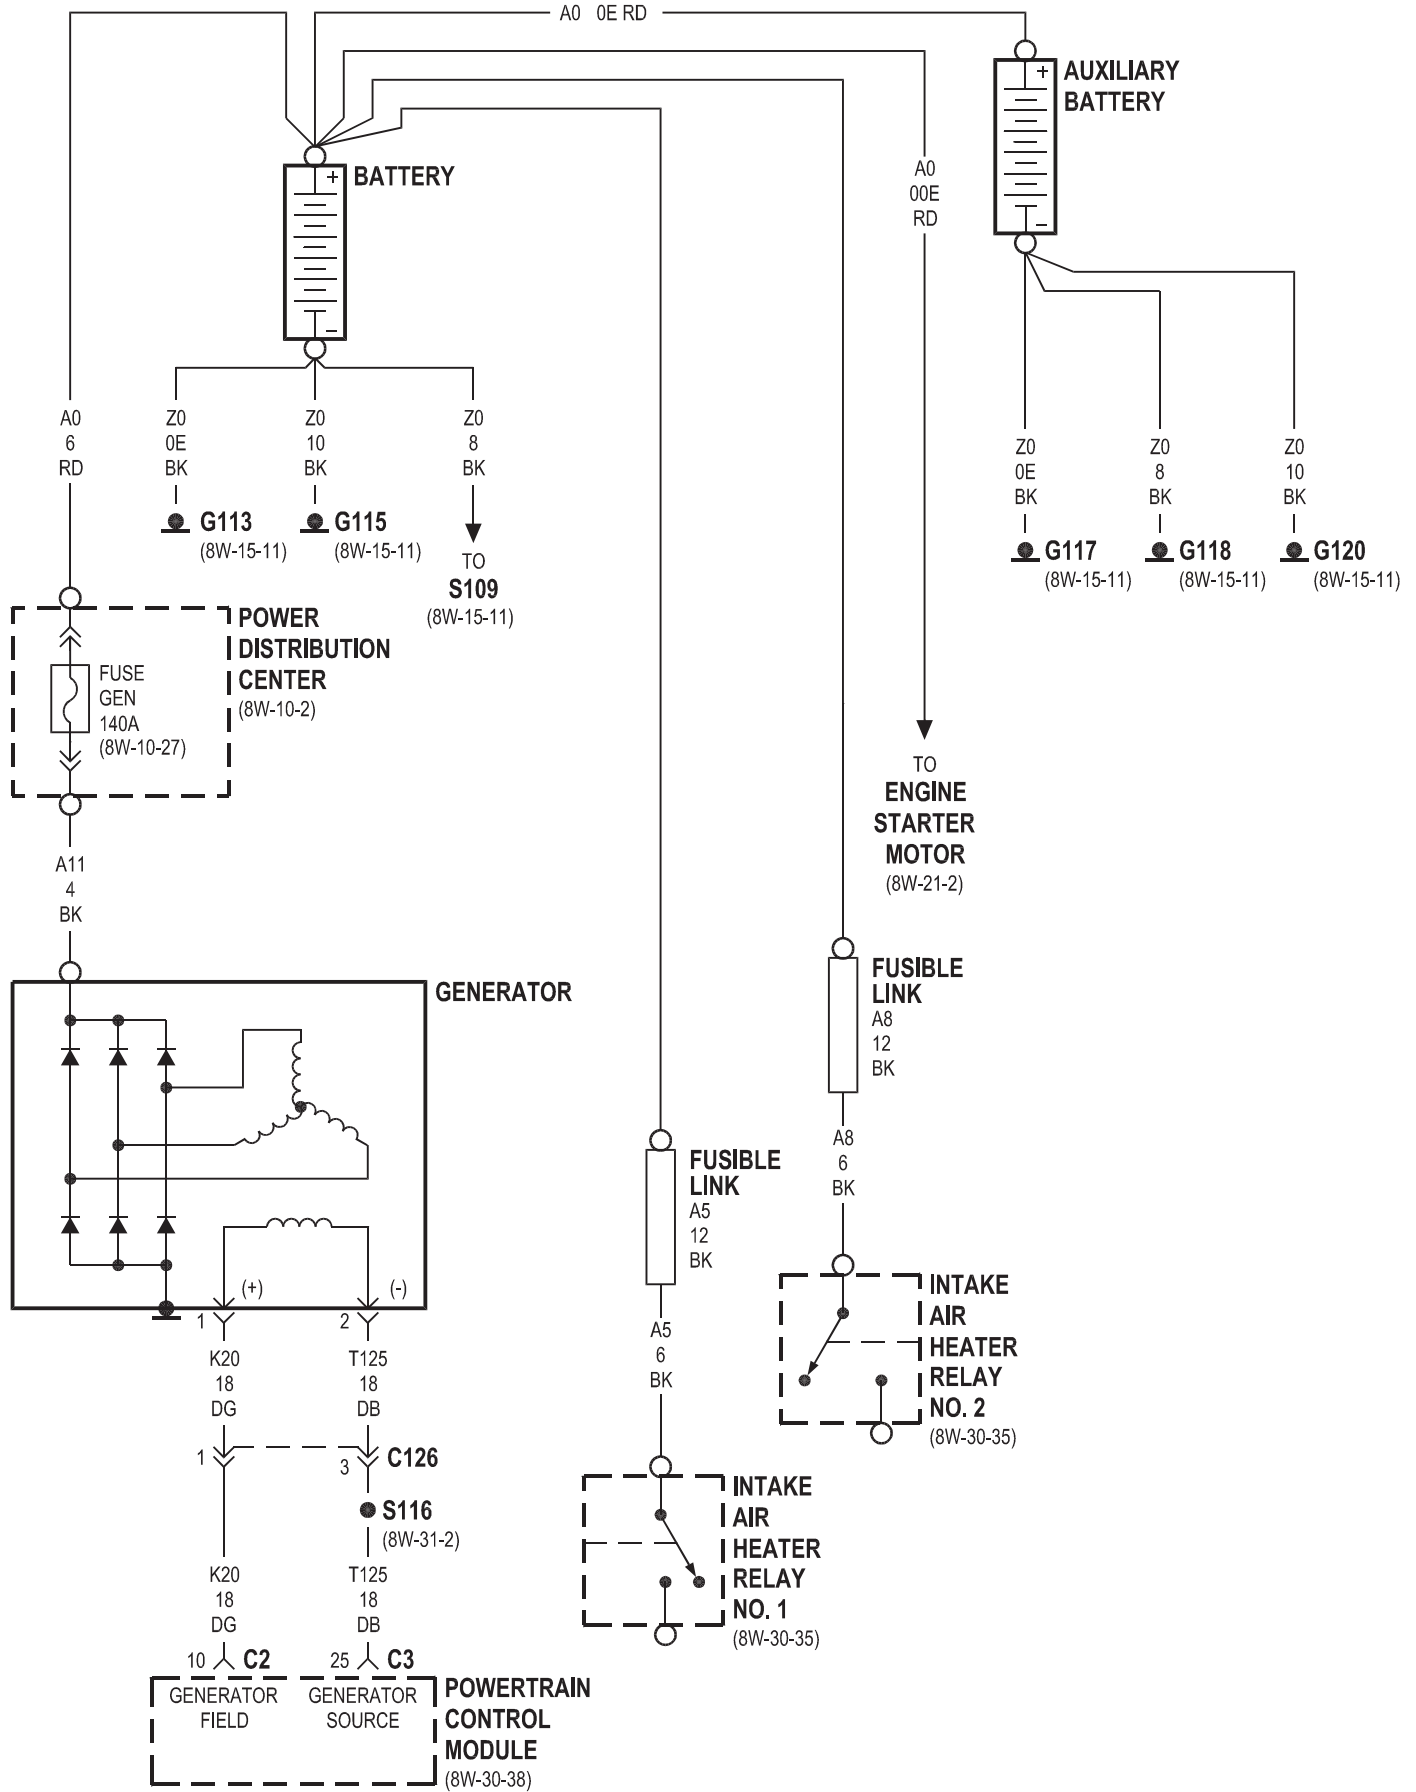 A0 0E RD
+
AUXILIARY
BATTERY
−
+
BATTERY
−
A0
00E
RD
A0
6
RD
Z0
0E
BK
Z0
10
BK
Z0
8
BK
G113
(8W-15-11)
G115
(8W-15-11)
TO
S109
(8W-15-11)
Z0
0E
BK
Z0
8
BK
Z0
10
BK
G117
(8W-15-11)
G118
(8W-15-11)
G120
(8W-15-11)
POWER
DISTRIBUTION
CENTER
(8W-10-2)
FUSE
GEN
140A
(8W-10-27)
TO
ENGINE
STARTER
MOTOR
(8W-21-2)
A11
4
BK
GENERATOR
FUSIBLE
LINK
A8
12
BK
A8
6
BK
FUSIBLE
LINK
A5
12
BK
A5
6
BK
INTAKE
AIR
HEATER
RELAY
NO. 2
(8W-30-35)
(+)
(-)
1
2
K20
18
DG
T125
18
DB
1
3
C126
S116
(8W-31-2)
INTAKE
AIR
HEATER
RELAY
NO. 1
(8W-30-35)
K20
18
DG
T125
18
DB
10 C2
25 C3
GENERATOR
FIELD
GENERATOR
SOURCE
POWERTRAIN
CONTROL
MODULE
(8W-30-38)